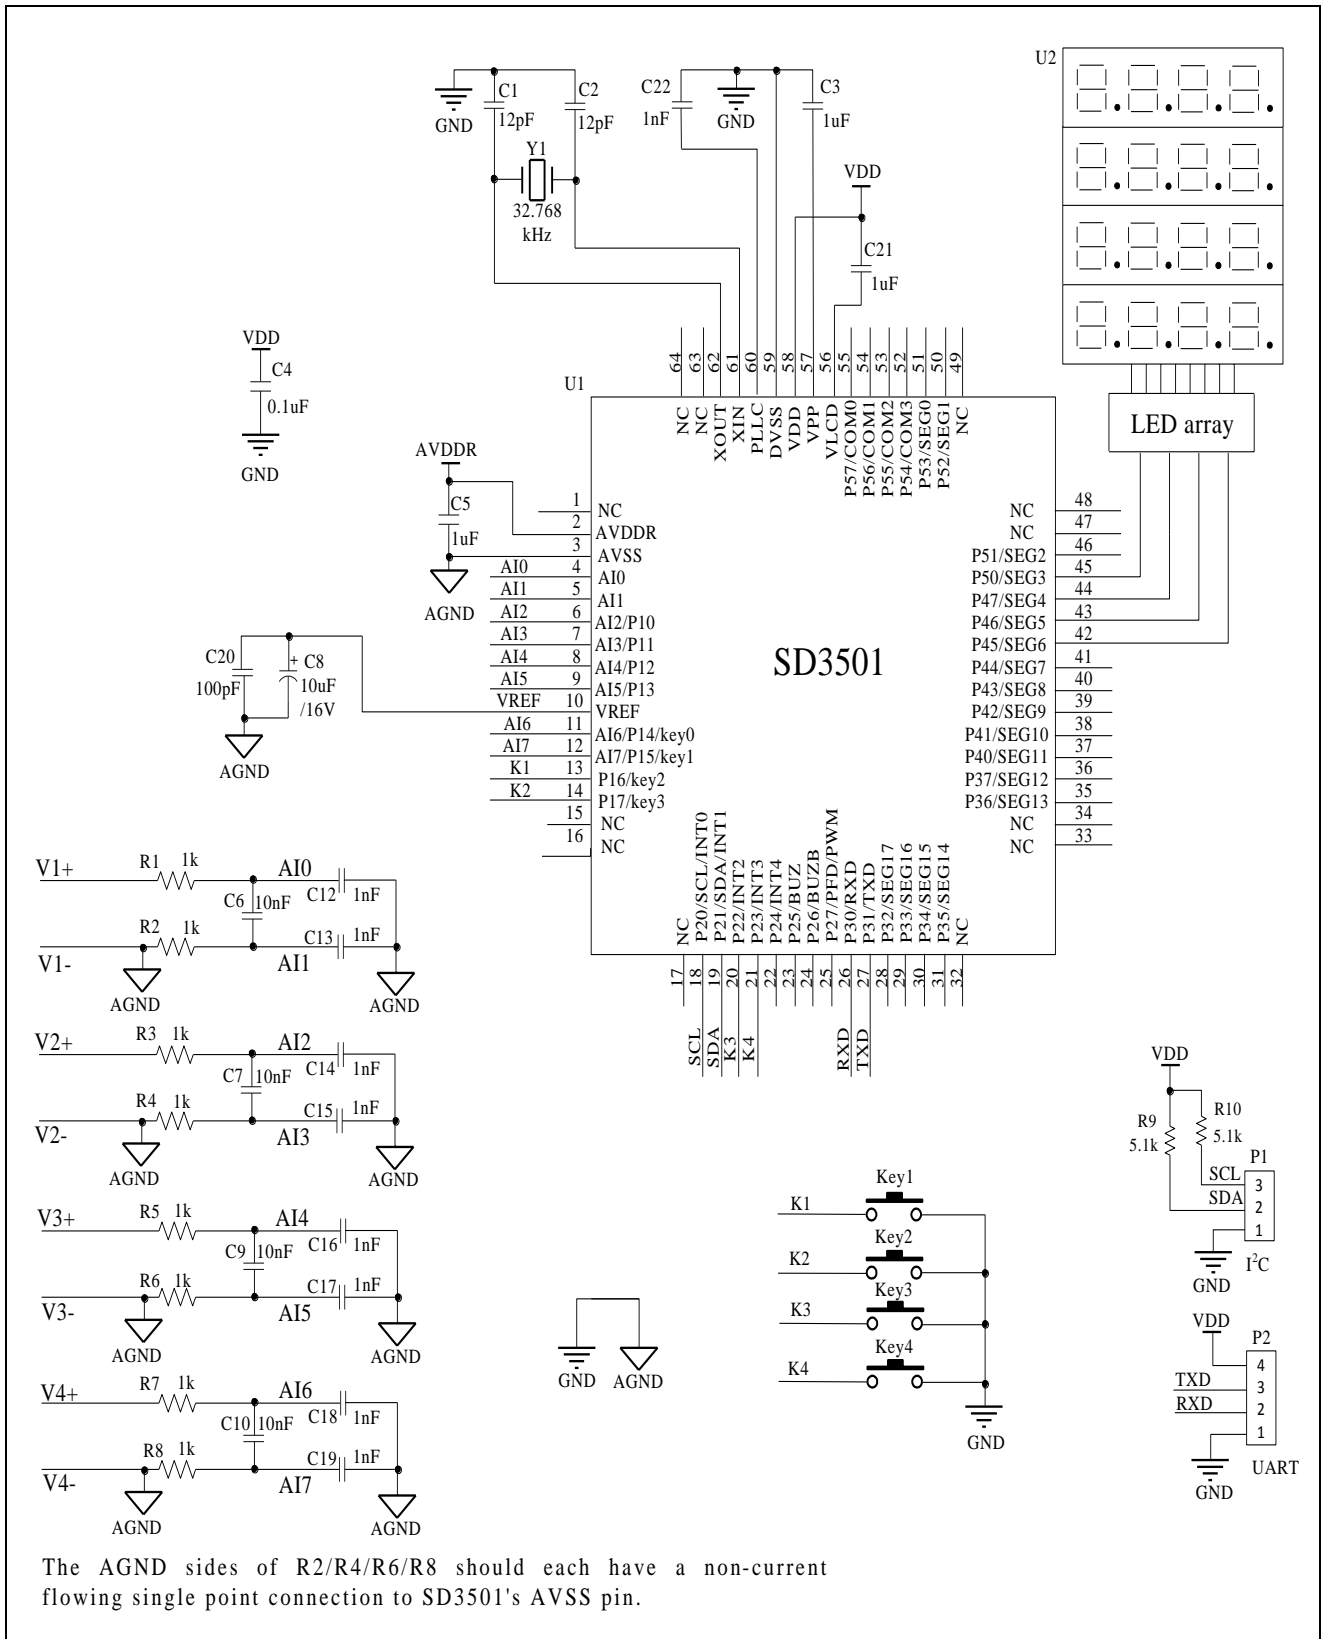 U2
C1
12pF
C2
12pF
GND
C22
1nF
GND
C3
1uF
Y1
32.768
kHz
VDD
C21
1uF
VDD
C4
0.1uF
GND
LED array
U1
64
63
62
61
60
59
58
57
56
55
54
53
52
51
50
49
NC
NC
XOUT
XIN
PLLC
DVSS
VDD
VPP
VLCD
P57/COM0
P56/COM1
P55/COM2
P54/COM3
P53/SEG0
P52/SEG1
NC
AVDDR
C5
1uF
AGND
1 NC
2 AVDDR
3 AVSS
AI0 4 AI0
AI1 5 AI1
AI2 6 AI2/P10
AI3 7 AI3/P11
AI4 8 AI4/P12
AI5 9 AI5/P13
VREF 10 VREF
AI6 11 AI6/P14/key0
AI7 12 AI7/P15/key1
K1 13 P16/key2
K2 14 P17/key3
15 NC
16 NC
SD3501
NC 48
NC 47
P51/SEG2 46
P50/SEG3 45
P47/SEG4 44
P46/SEG5 43
P45/SEG6 42
P44/SEG7 41
P43/SEG8 40
P42/SEG9 39
P41/SEG10 38
P40/SEG11 37
P37/SEG12 36
P36/SEG13 35
NC 34
NC 33
C20
100pF
C8
+
10uF
/16V
AGND
NC
P20/SCL/INT0
P21/SDA/INT1
P22/INT2
P23/INT3
P24/INT4
P25/BUZ
P26/BUZB
P27/PFD/PWM
P30/RXD
P31/TXD
P32/SEG17
P33/SEG16
P34/SEG15
P35/SEG14
NC
17
18
19
20
21
22
23
24
25
26
27
28
29
30
31
32
SCL
SDA
K3
K4
RXD
TXD
V1+ R1 1k AI0
C6 10nF C12 1nF
R2 1k C13 1nF
V1- AI1
AGND AGND
V2+ R3 1k AI2
C7 10nF C14 1nF
R4 1k C15 1nF
V2- AI3
AGND AGND
V3+ R5 1k AI4
C9 10nF C16 1nF
R6 1k C17 1nF
V3- AI5
AGND AGND
V4+ R7 1k AI6
C10 10nF C18 1nF
R8 1k C19 1nF
V4- AI7
AGND AGND
GND AGND
K1 Key1
K2 Key2
K3 Key3
K4 Key4
GND
VDD
R9
5.1k
R10
5.1k
P1
SCL 3
SDA 2
1
GND
I²C
VDD
P2
4
TXD 3
RXD 2
1
GND
UART
The AGND sides of R2/R4/R6/R8 should each have a non-current
flowing single point connection to SD3501's AVSS pin.